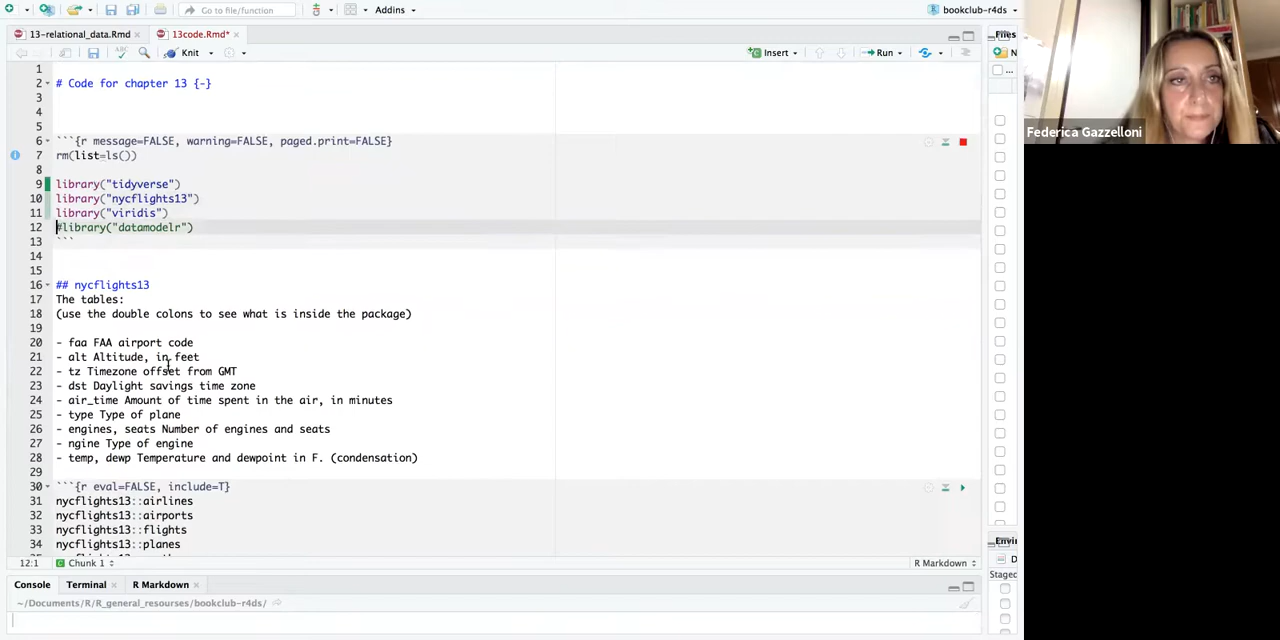 Go to file/function
Addins
bookclub-r4ds
13-relational_data.Rmd
13code.Rmd*
Files
Knit
Insert
Run
N
...
1
2 # Code for chapter 13 {-}
3
4
5
6 ```{r message=FALSE, warning=FALSE, paged.print=FALSE}
7 rm(list=ls())
8
9 library("tidyverse")
10 library("nycflights13")
11 library("viridis")
12 #library("datamodelr")
13 ```
14
15
16 ## nycflights13
17 The tables:
18 (use the double colons to see what is inside the package)
19
20 - faa FAA airport code
21 - alt Altitude, in feet
22 - tz Timezone offset from GMT
23 - dst Daylight savings time zone
24 - air_time Amount of time spent in the air, in minutes
25 - type Type of plane
26 - engines, seats Number of engines and seats
27 - ngine Type of engine
28 - temp, dewp Temperature and dewpoint in F. (condensation)
29
30 ```{r eval=FALSE, include=T}
31 nycflights13::airlines
32 nycflights13::airports
33 nycflights13::flights
34 nycflights13::planes
12:1 Chunk 1 R Markdown
Console Terminal R Markdown
~/Documents/R/R_general_resourses/bookclub-r4ds/
Envir
D
Staged
Federica Gazzelloni